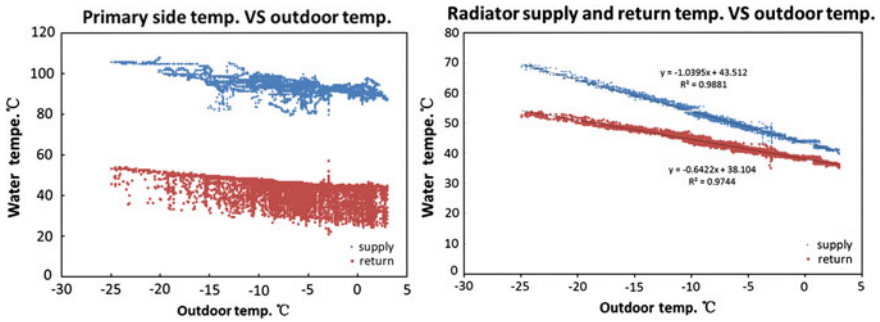 Primary side temp. VS outdoor temp.
120
100
80
60
40
20
0
-30
-25
-20
-15
-10
-5
0
5
Water tempe. ℃
Outdoor temp. ℃
supply
return
Radiator supply and return temp. VS outdoor temp.
80
70
60
50
40
30
20
10
0
-30
-25
-20
-15
-10
-5
0
5
Water tempe. ℃
Outdoor temp. ℃
y = -1.0395x + 43.512
R² = 0.9881
y = -0.6422x + 38.104
R² = 0.9744
supply
return